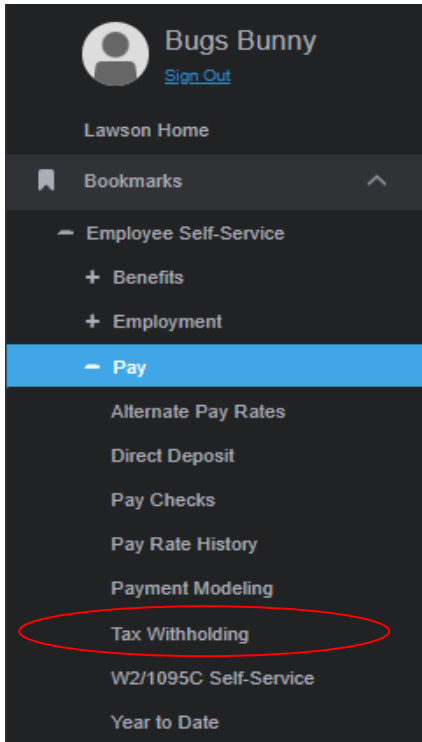 Bugs Bunny
Sign Out
Lawson Home
Bookmarks
Employee Self-Service
Benefits
Employment
Pay
Alternate Pay Rates
Direct Deposit
Pay Checks
Pay Rate History
Payment Modeling
Tax Withholding
W2/1095C Self-Service
Year to Date